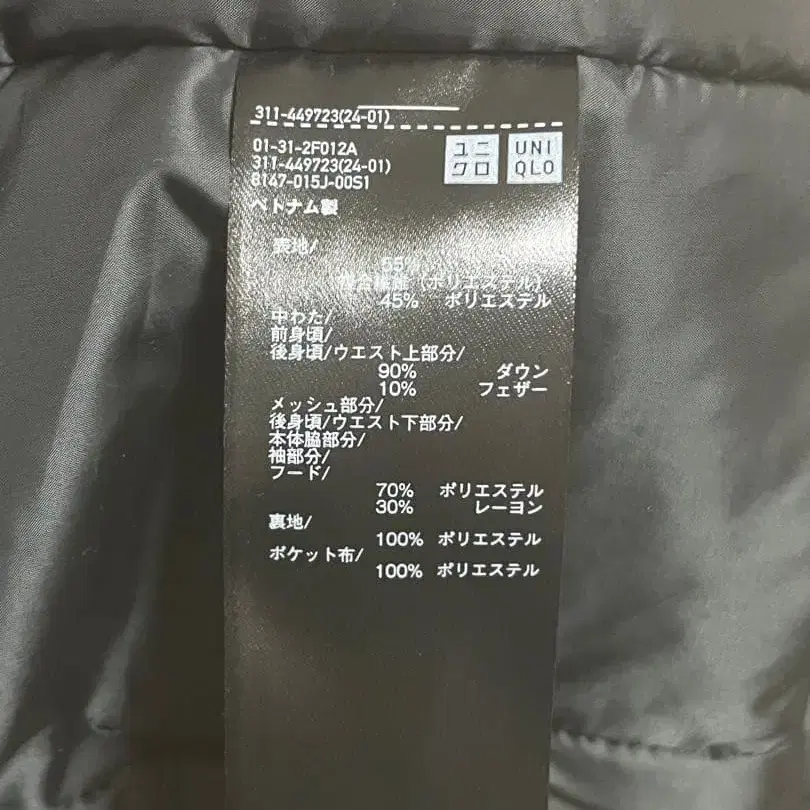 311-449723(24-01)
01-31-2F012A
311-449723(24-01)
8147-015J-00S1
ユニ
クロ
UNI
QLO
ベトナム製
表地/
55%
複合繊維 (ポリエステル)
45% ポリエステル
中わた/
前身頃/
後身頃/ウエスト上部分/
90% ダウン
10% フェザー
メッシュ部分/
後身頃/ウエスト下部分/
本体脇部分/
袖部分/
フード/
70% ポリエステル
30% レーヨン
裏地/
100% ポリエステル
ポケット布/
100% ポリエステル